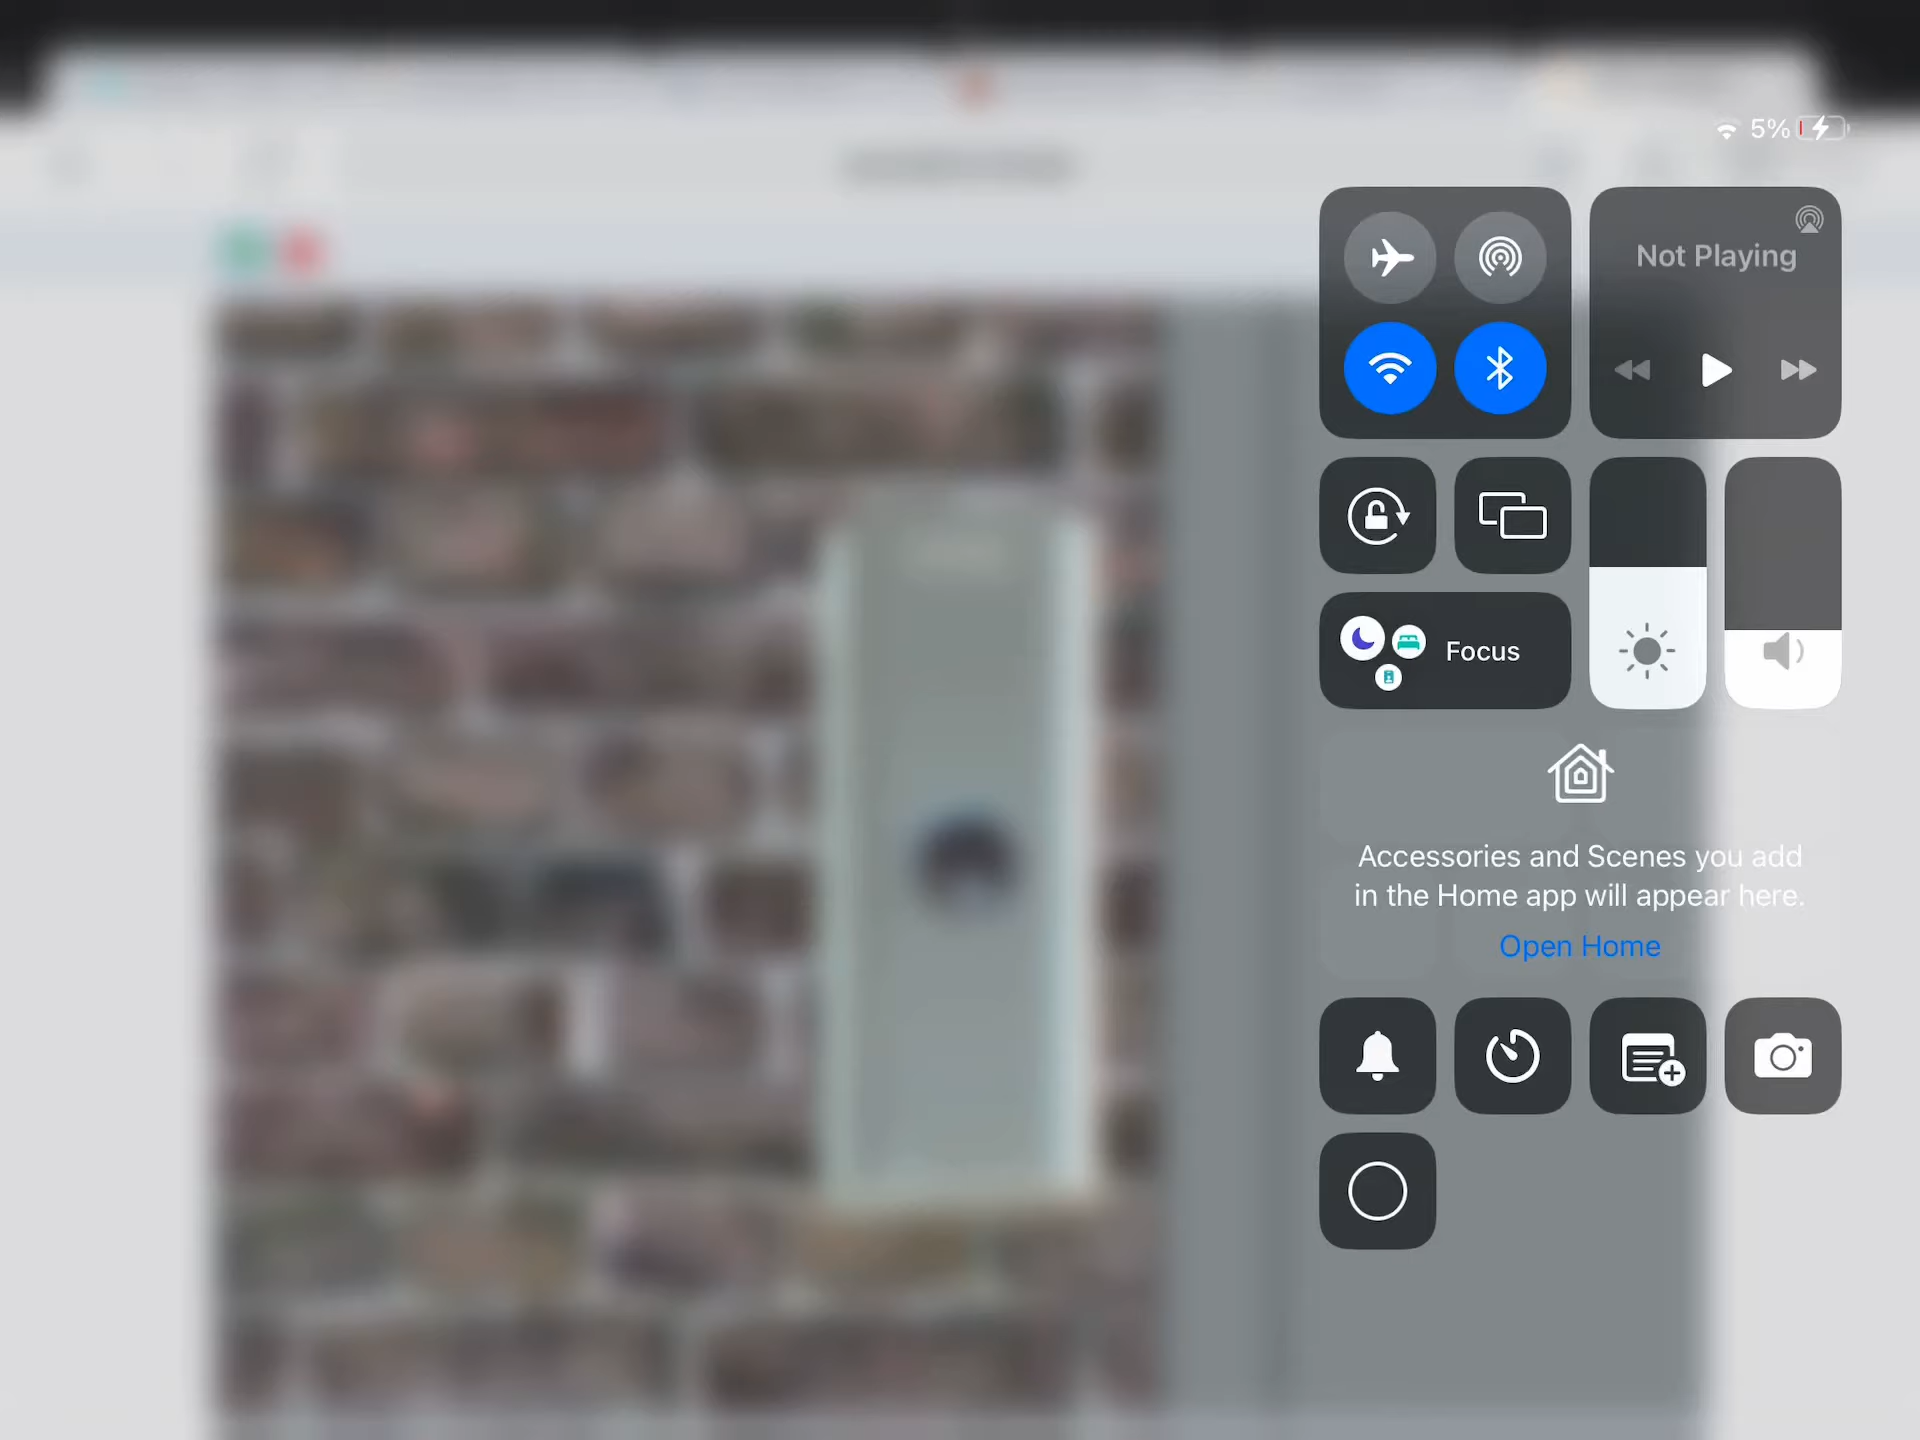 5%
Not Playing
Focus
Accessories and Scenes you add
in the Home app will appear here.
Open Home